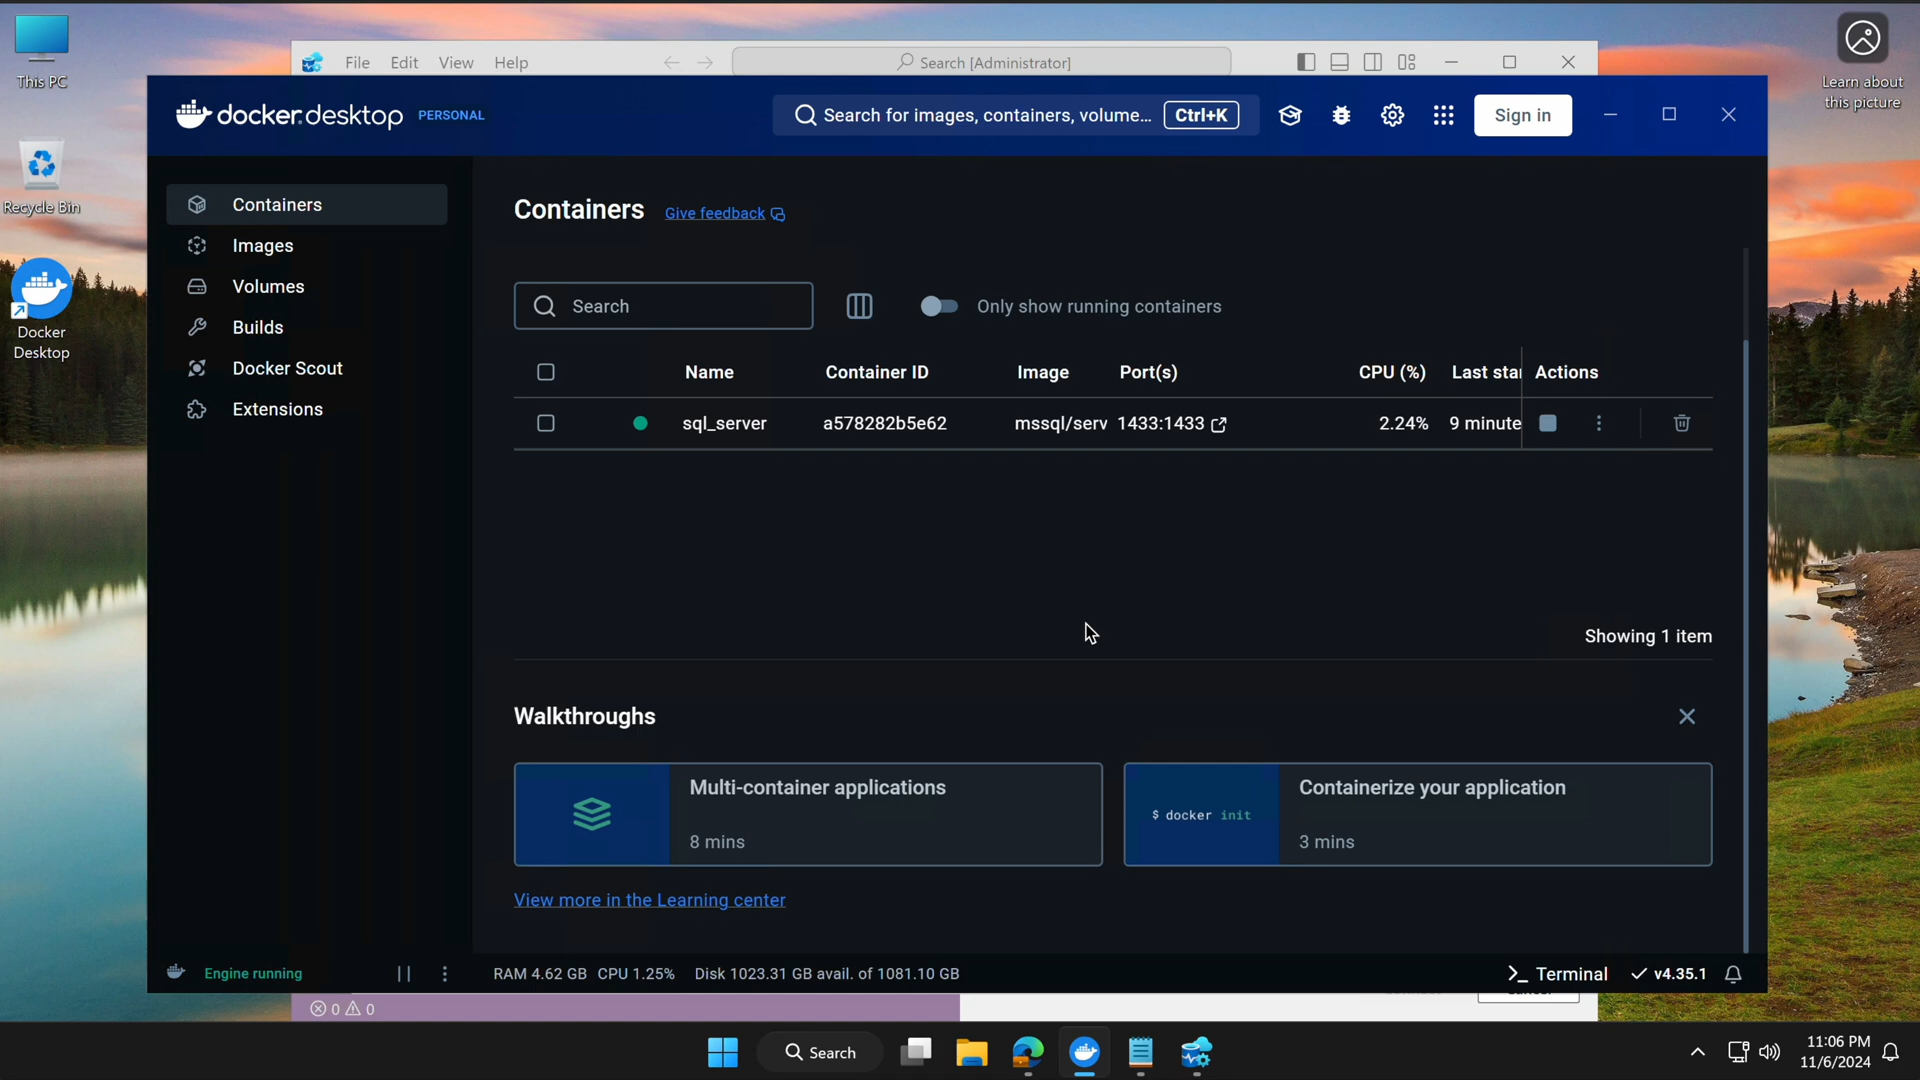 This PC
Recycle Bin
Docker
Desktop
Learn about
this picture
File Edit View Help
Search [Administrator]
docker.desktop PERSONAL
Search for images, containers, volume... Ctrl+K
Sign in
Containers
Images
Volumes
Builds
Docker Scout
Extensions
Containers Give feedback
Search
Only show running containers
Name Container ID Image Port(s) CPU (%) Last sta Actions
sql_server a578282b5e62 mssql/serv 1433:1433 2.24% 9 minute
Showing 1 item
Walkthroughs
Multi-container applications
8 mins
$ docker init
Containerize your application
3 mins
View more in the Learning center
Engine running
RAM 4.62 GB CPU 1.25% Disk 1023.31 GB avail. of 1081.10 GB
>_ Terminal
v4.35.1
0 0
Search
11:06 PM
11/6/2024